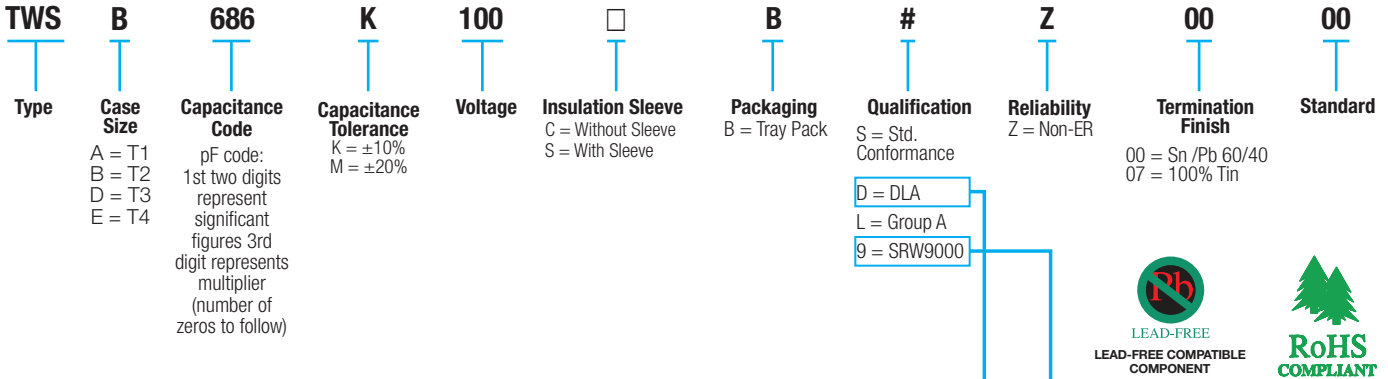 TWS B 686 K 100 □ B # Z 00 00
Type
Case
Size
A = T1
B = T2
D = T3
E = T4
Capacitance
Code
pF code:
1st two digits
represent
significant
figures 3rd
digit represents
multiplier
(number of
zeros to follow)
Capacitance
Tolerance
K = ±10%
M = ±20%
Voltage
Insulation Sleeve
C = Without Sleeve
S = With Sleeve
Packaging
B = Tray Pack
Qualification
S = Std.
Conformance
D = DLA
L = Group A
9 = SRW9000
Reliability
Z = Non-ER
Termination
Finish
00 = Sn /Pb 60/40
07 = 100% Tin
Standard
Pb
LEAD-FREE
LEAD-FREE COMPATIBLE
COMPONENT
RoHS
COMPLIANT